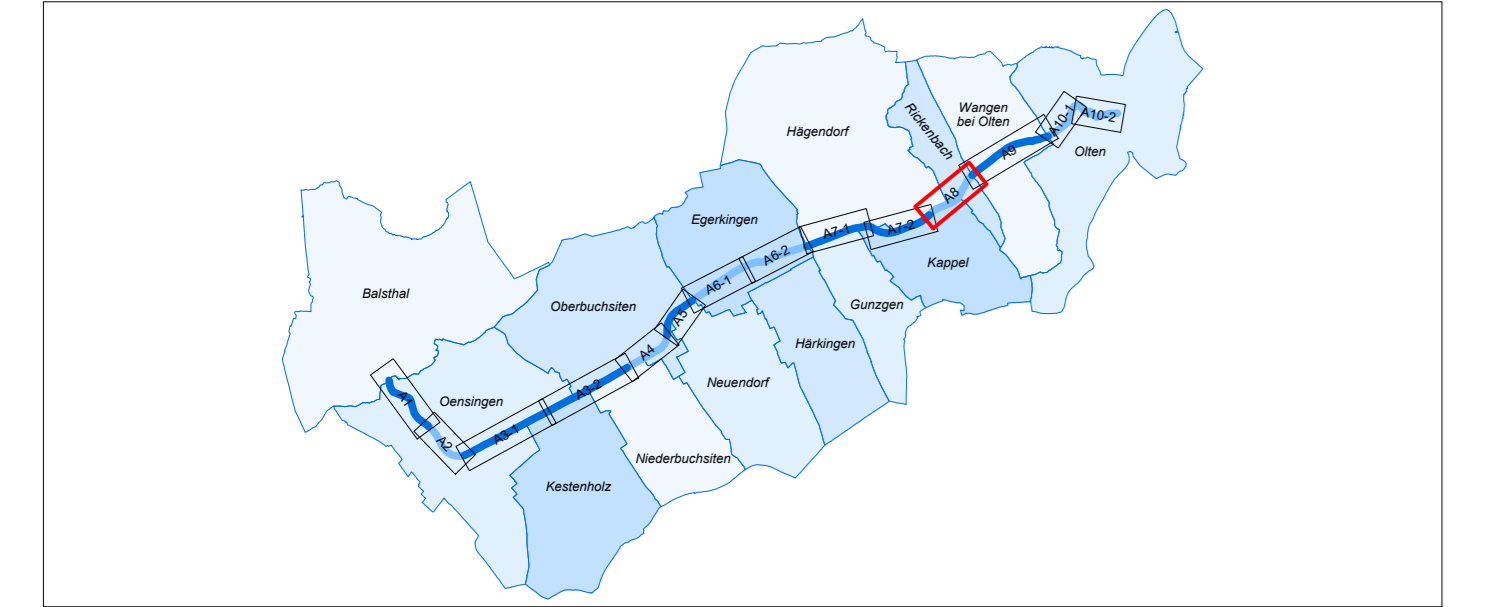 Hägendorf
Rickenbach
Wangen
bei Olten
A10-1
A10-2
Olten
A9
A8
Egerkingen
A7-1
A7-2
A6-2
A6-1
Kappel
Balsthal
Oberbuchsiten
Gunzgen
A5
Härkingen
A4
Neuendorf
A3-2
A1
Oensingen
A2
A3-1
Niederbuchsiten
Kestenholz